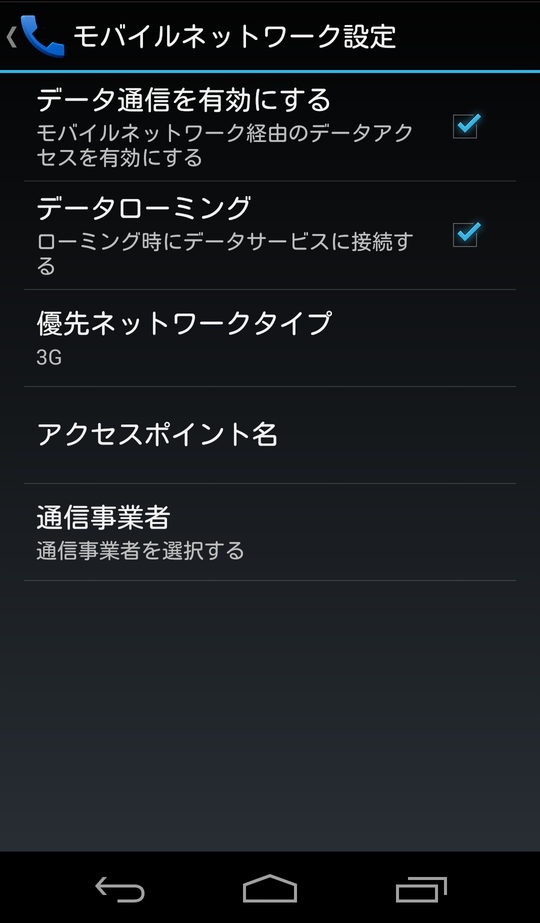 モバイルネットワーク設定
データ通信を有効にする
モバイルネットワーク経由のデータアク
セスを有効にする
データローミング
ローミング時にデータサービスに接続す
る
優先ネットワークタイプ
3G
アクセスポイント名
通信事業者
通信事業者を選択する